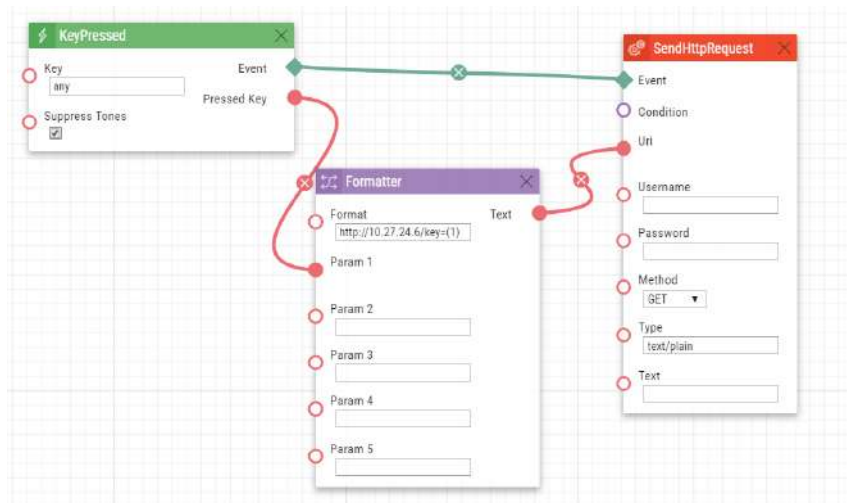 KeyPressed
Key
any
Event
Pressed Key
Suppress Tones
Formatter
Format
http://10.27.24.6/key=(1)
Text
Param 1
Param 2
Param 3
Param 4
Param 5
SendHttpRequest
Event
Condition
Uri
Username
Password
Method
GET
Type
text/plain
Text